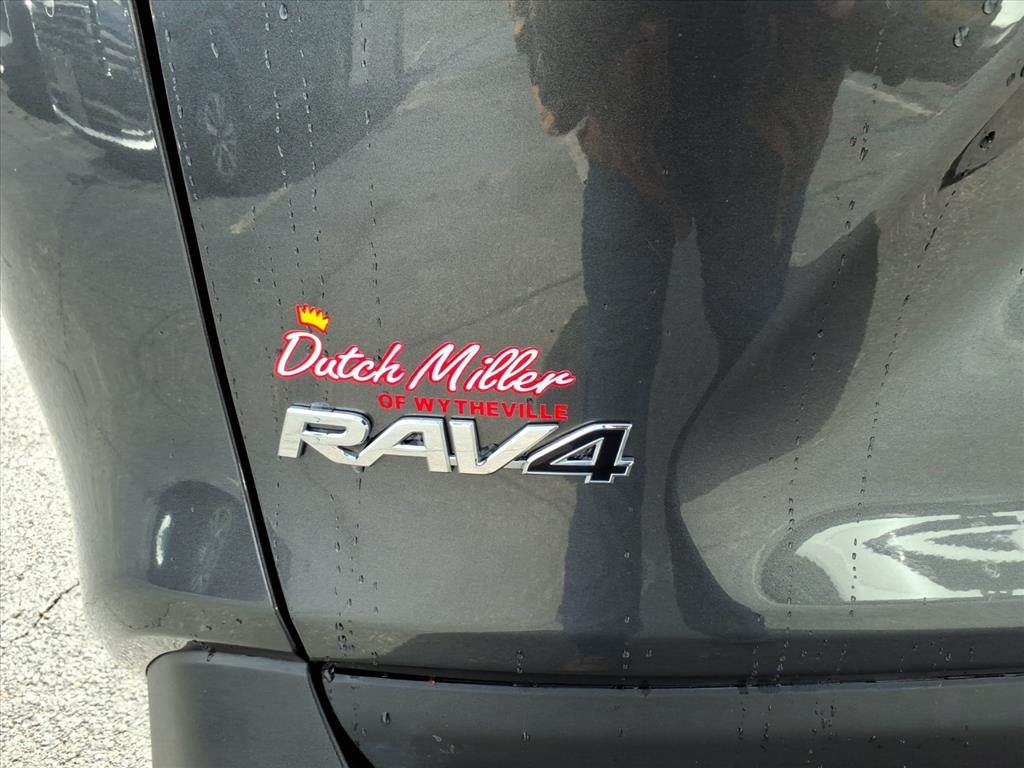 Dutch Miller
OF WYTHEVILLE
RAV4